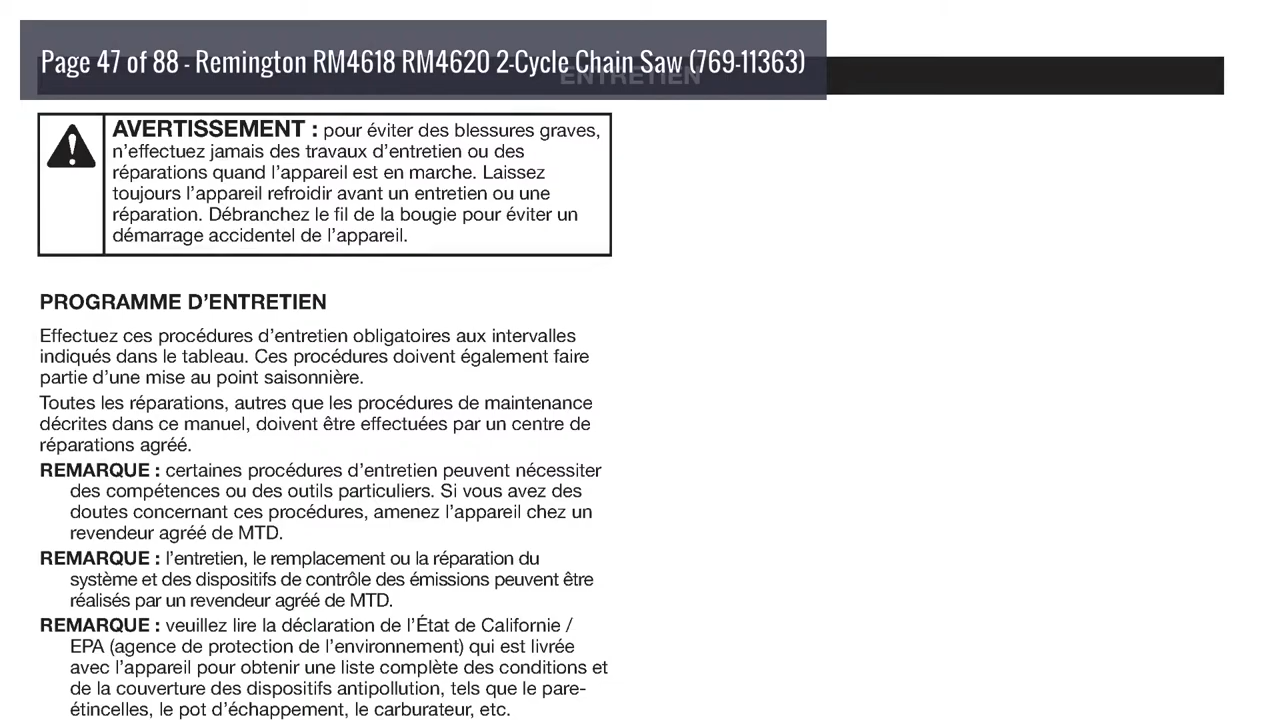 Page 47 of 88 - Remington RM4618 RM4620 2-Cycle Chain Saw (769-11363)
ENTRETIEN
AVERTISSEMENT : pour éviter des blessures graves,
n'effectuez jamais des travaux d'entretien ou des
réparations quand l'appareil est en marche. Laissez
toujours l'appareil refroidir avant un entretien ou une
réparation. Débranchez le fil de la bougie pour éviter un
démarrage accidentel de l'appareil.
PROGRAMME D'ENTRETIEN
Effectuez ces procédures d'entretien obligatoires aux intervalles
indiqués dans le tableau. Ces procédures doivent également faire
partie d'une mise au point saisonnière.
Toutes les réparations, autres que les procédures de maintenance
décrites dans ce manuel, doivent être effectuées par un centre de
réparations agréé.
REMARQUE : certaines procédures d'entretien peuvent nécessiter
des compétences ou des outils particuliers. Si vous avez des
doutes concernant ces procédures, amenez l'appareil chez un
revendeur agréé de MTD.
REMARQUE : l'entretien, le remplacement ou la réparation du
système et des dispositifs de contrôle des émissions peuvent être
réalisés par un revendeur agréé de MTD.
REMARQUE : veuillez lire la déclaration de l'État de Californie /
EPA (agence de protection de l'environnement) qui est livrée
avec l'appareil pour obtenir une liste complète des conditions et
de la couverture des dispositifs antipollution, tels que le pare-
étincelles, le pot d'échappement, le carburateur, etc.